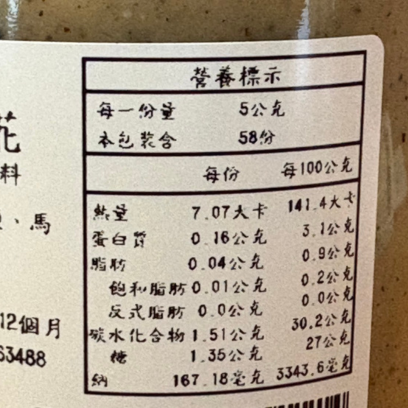 營養標示
每一份量 5公克
本包裝含 58份
每份 每100公克
熱量 7.07大卡 141.4大卡
蛋白質 0.16公克 3.1公克
脂肪 0.04公克 0.9公克
飽和脂肪 0.01公克 0.2公克
反式脂肪 0.0公克 0.0公克
碳水化合物 1.51公克 30.2公克
糖 1.35公克 27公克
鈉 167.18毫克 3343.6毫克
花
料
、馬
12個月
63488